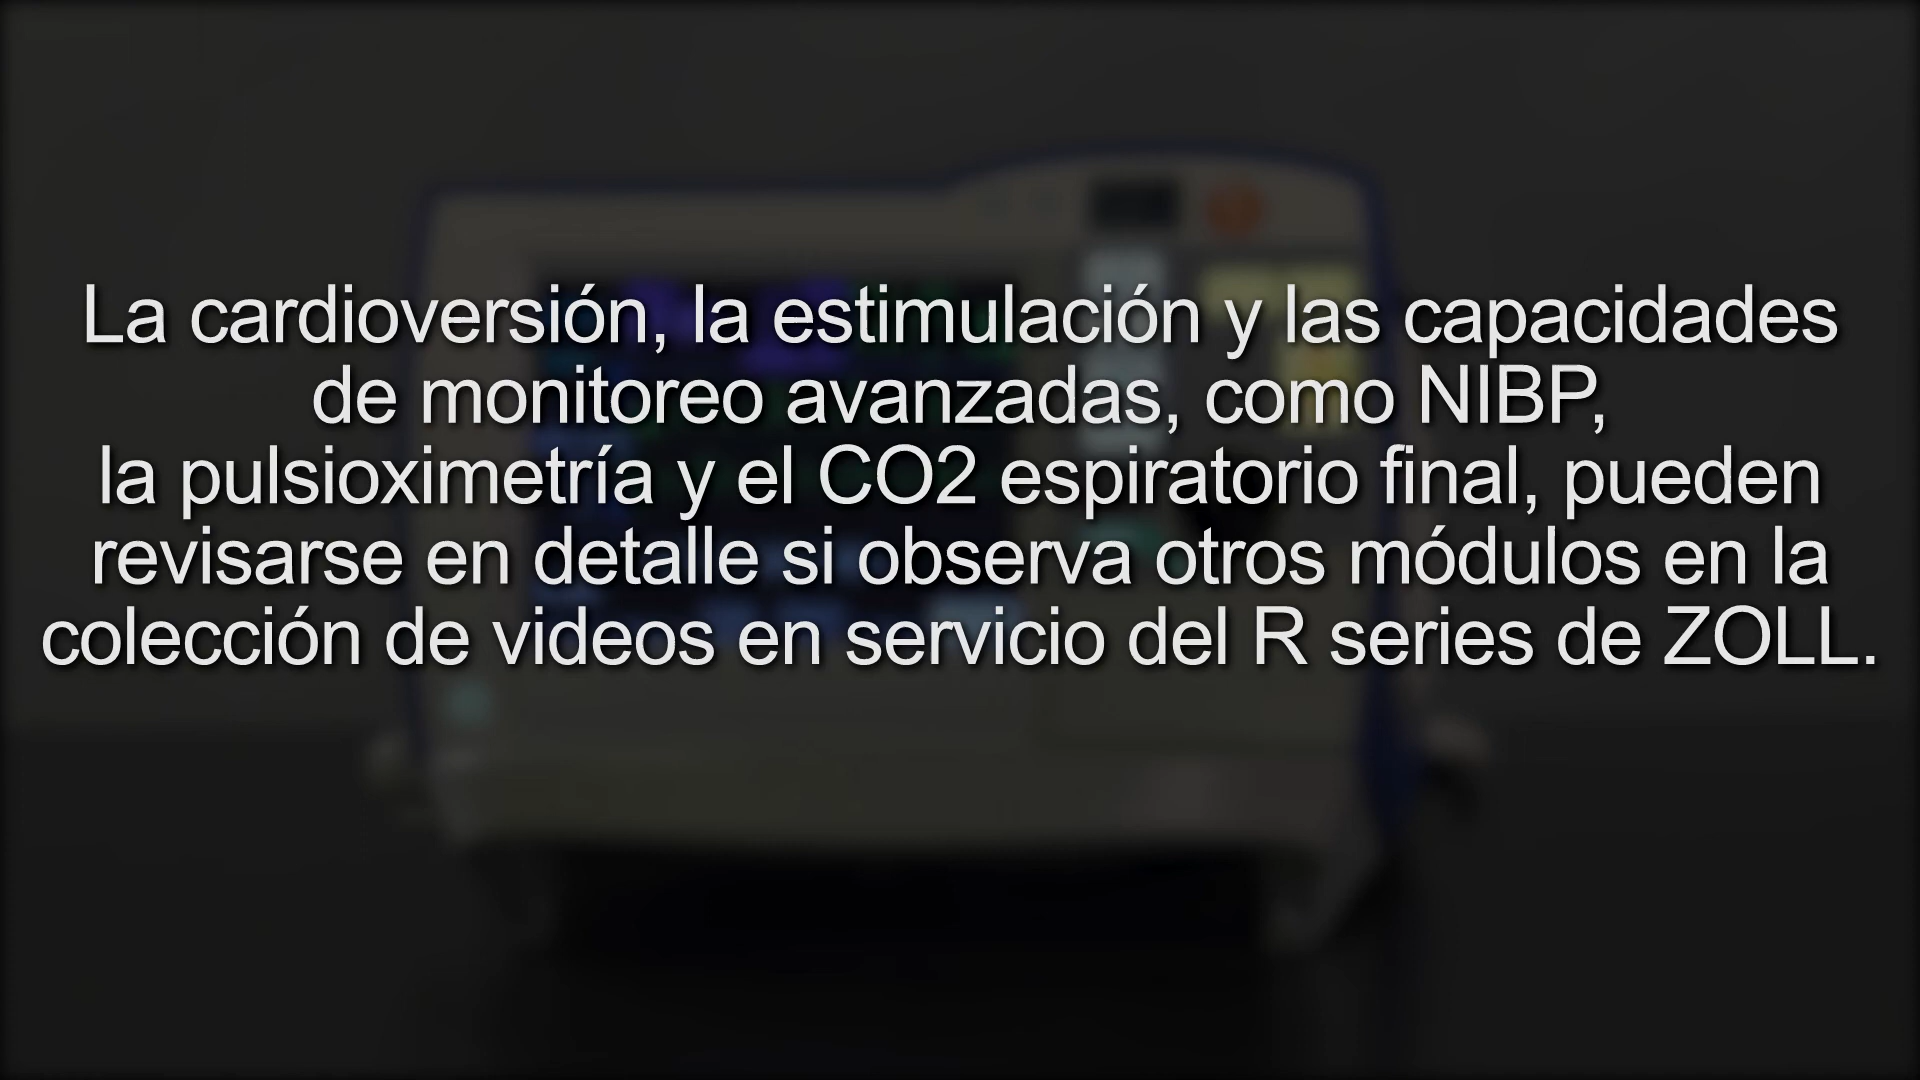 La cardioversión, la estimulación y las capacidades
de monitoreo avanzadas, como NIBP,
la pulsioximetría y el CO2 espiratorio final, pueden
revisarse en detalle si observa otros módulos en la
colección de videos en servicio del R series de ZOLL.